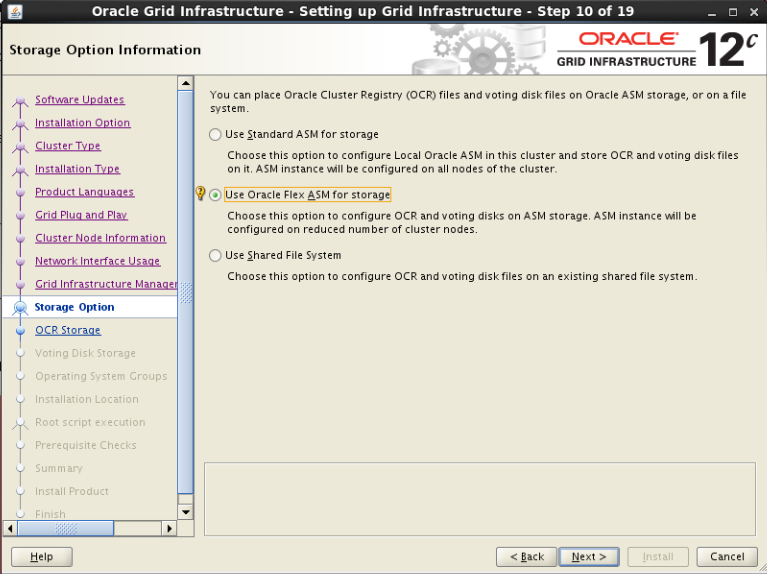 Oracle Grid Infrastructure - Setting up Grid Infrastructure - Step 10 of 19
Storage Option Information
ORACLE
GRID INFRASTRUCTURE
12c
Software Updates
Installation Option
Cluster Type
Installation Type
Product Languages
Grid Plug and Play
Cluster Node Information
Network Interface Usage
Grid Infrastructure Manager
Storage Option
OCR Storage
Voting Disk Storage
Operating System Groups
Installation Location
Root script execution
Prerequisite Checks
Summary
Install Product
Finish
You can place Oracle Cluster Registry (OCR) files and voting disk files on Oracle ASM storage, or on a file
system.
Use Standard ASM for storage
Choose this option to configure Local Oracle ASM in this cluster and store OCR and voting disk files
on it. ASM instance will be configured on all nodes of the cluster.
Use Oracle Flex ASM for storage
Choose this option to configure OCR and voting disks on ASM storage. ASM instance will be
configured on reduced number of cluster nodes.
Use Shared File System
Choose this option to configure OCR and voting disk files on an existing shared file system.
Help
< Back
Next >
Install
Cancel